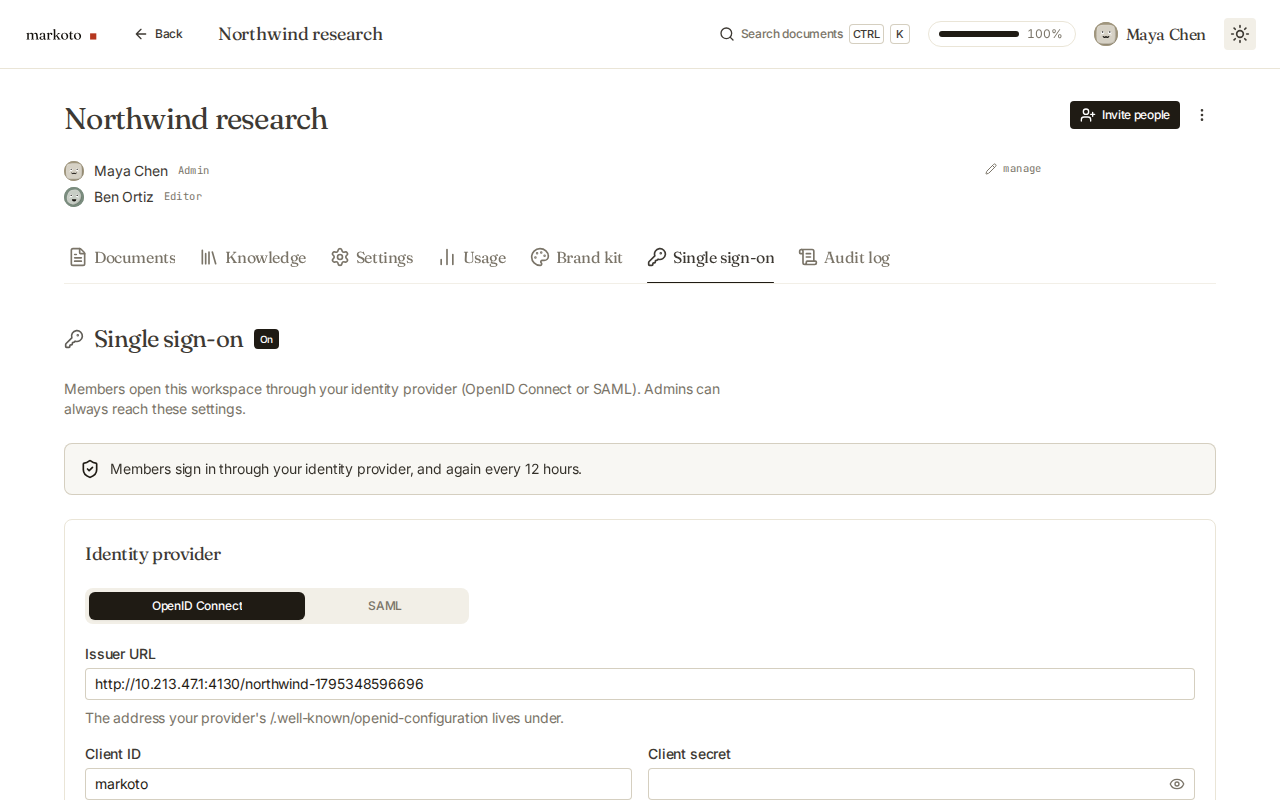 markoto
Back
Northwind research
Search documents CTRL K
100%
Maya Chen
Northwind research
Invite people
Maya Chen Admin
manage
Ben Ortiz Editor
Documents Knowledge Settings Usage Brand kit Single sign-on Audit log
Single sign-on On
Members open this workspace through your identity provider (OpenID Connect or SAML). Admins can
always reach these settings.
Members sign in through your identity provider, and again every 12 hours.
Identity provider
OpenID Connect SAML
Issuer URL
http://10.213.47.1:4130/northwind-1795348596696
The address your provider's /.well-known/openid-configuration lives under.
Client ID Client secret
markoto